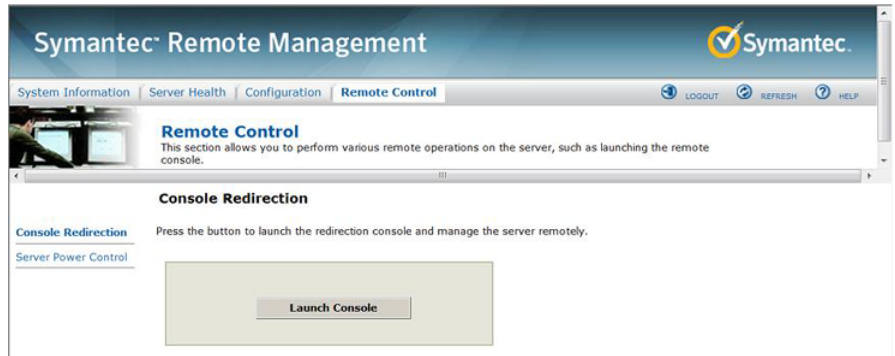 Symantec™ Remote Management
Symantec.
System Information Server Health Configuration Remote Control LOGOUT REFRESH HELP
Remote Control
This section allows you to perform various remote operations on the server, such as launching the remote
console.
Console Redirection
Console Redirection
Press the button to launch the redirection console and manage the server remotely.
Server Power Control
Launch Console